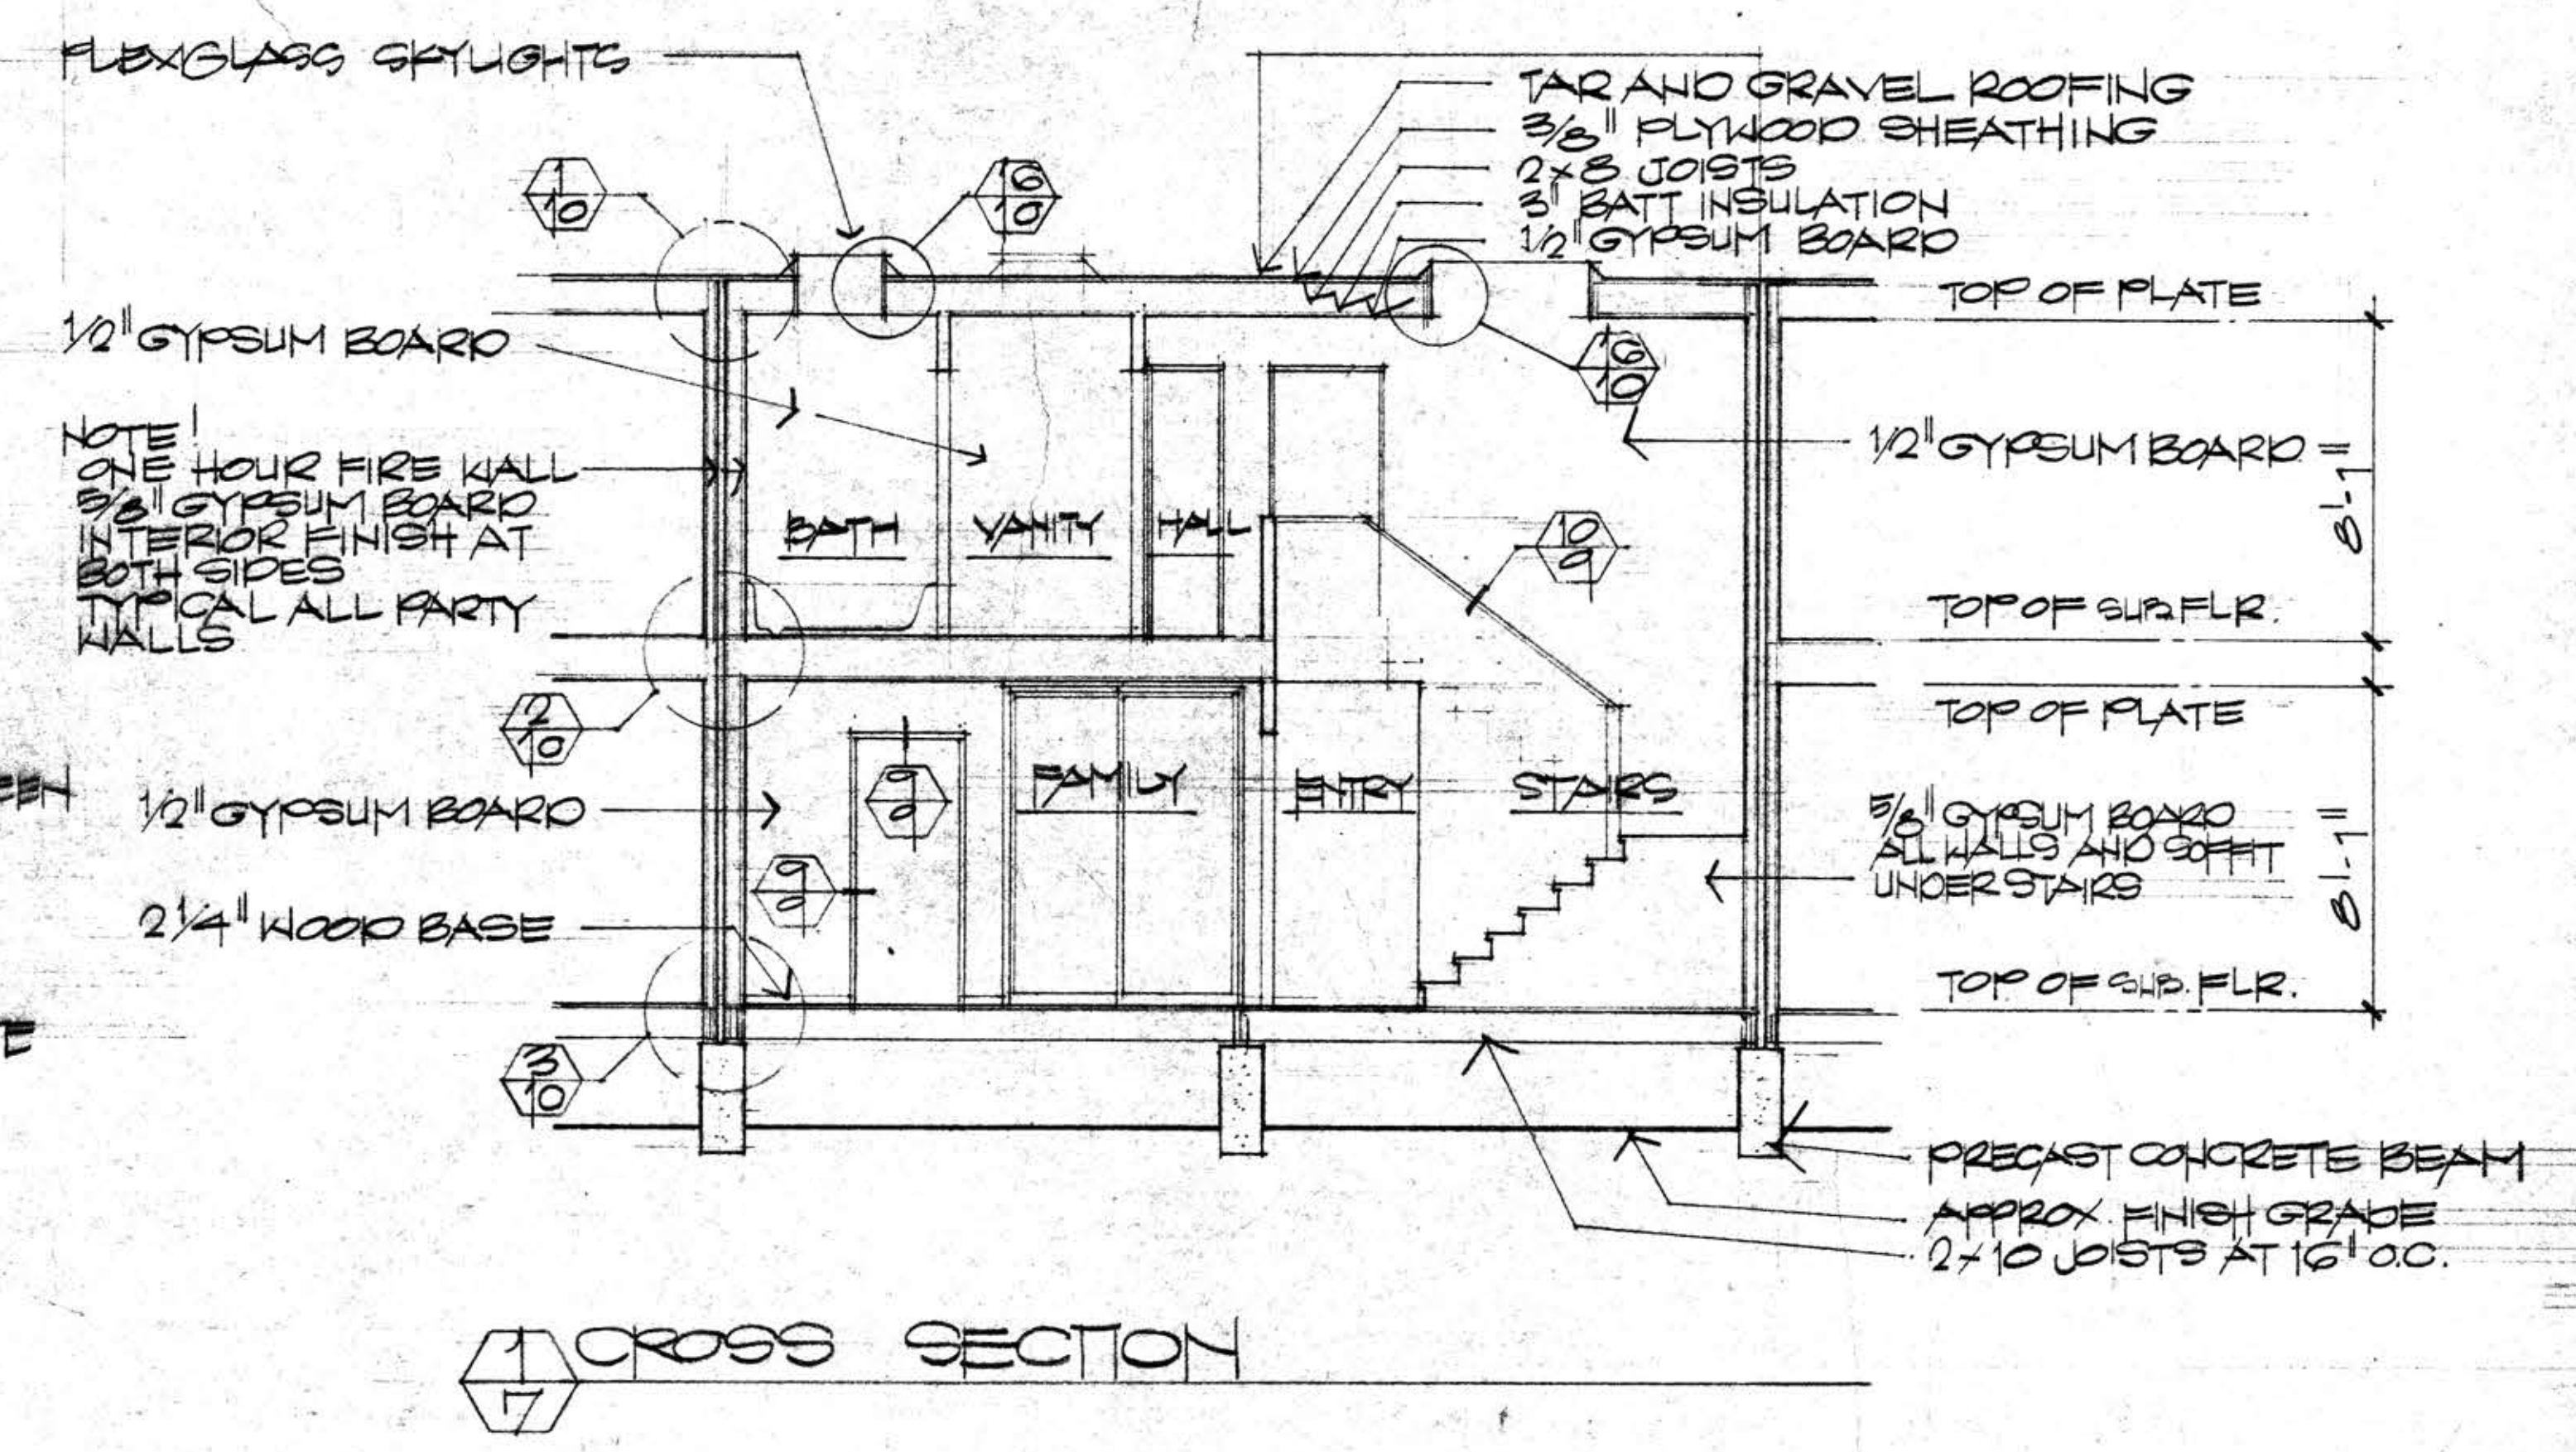 PLEXGLASS SKYLIGHTS
TAR AND GRAVEL ROOFING
3/8" PLYWOOD SHEATHING
2x8 JOISTS
3" BATT INSULATION
1/2" GYPSUM BOARD
1
10
16
10
TOP OF PLATE
1/2" GYPSUM BOARD
16
10
NOTE!
ONE HOUR FIRE WALL
5/8" GYPSUM BOARD
INTERIOR FINISH AT
BOTH SIDES
TYPICAL ALL PARTY
WALLS
1/2" GYPSUM BOARD
8'-1"
BATH
VANITY
HALL
10
9
TOP OF SUB FLR.
2
10
TOP OF PLATE
1/2" GYPSUM BOARD
9
9
FAMILY
ENTRY
STAIRS
5/8" GYPSUM BOARD
ALL WALLS AND SOFFIT
UNDER STAIRS
8'-1"
9
9
2 1/4" WOOD BASE
TOP OF SUB. FLR.
3
10
PRECAST CONCRETE BEAM
APPROX. FINISH GRADE
2x10 JOISTS AT 16" O.C.
1
7
CROSS SECTION